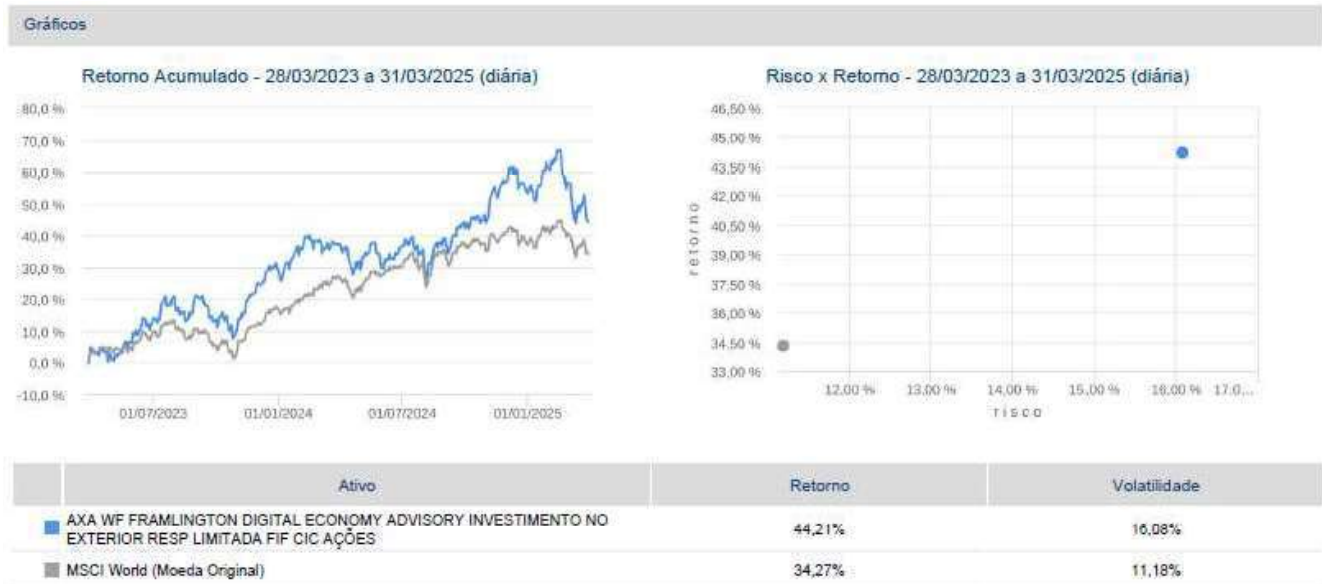 Gráficos
Retorno Acumulado - 28/03/2023 a 31/03/2025 (diária)
80,0 %
70,0 %
60,0 %
50,0 %
40,0 %
30,0 %
20,0 %
10,0 %
0,0 %
-10,0 %
01/07/2023 01/01/2024 01/07/2024 01/01/2025
Risco x Retorno - 28/03/2023 a 31/03/2025 (diária)
46,50 %
45,00 %
43,50 %
42,00 %
40,50 %
39,00 %
37,50 %
36,00 %
34,50 %
33,00 %
retorno
12,00 % 13,00 % 14,00 % 15,00 % 16,00 % 17,0...
risco
Ativo Retorno Volatilidade
AXA WF FRAMLINGTON DIGITAL ECONOMY ADVISORY INVESTIMENTO NO
EXTERIOR RESP LIMITADA FIF CIC AÇÕES 44,21% 16,08%
MSCI World (Moeda Original) 34,27% 11,18%